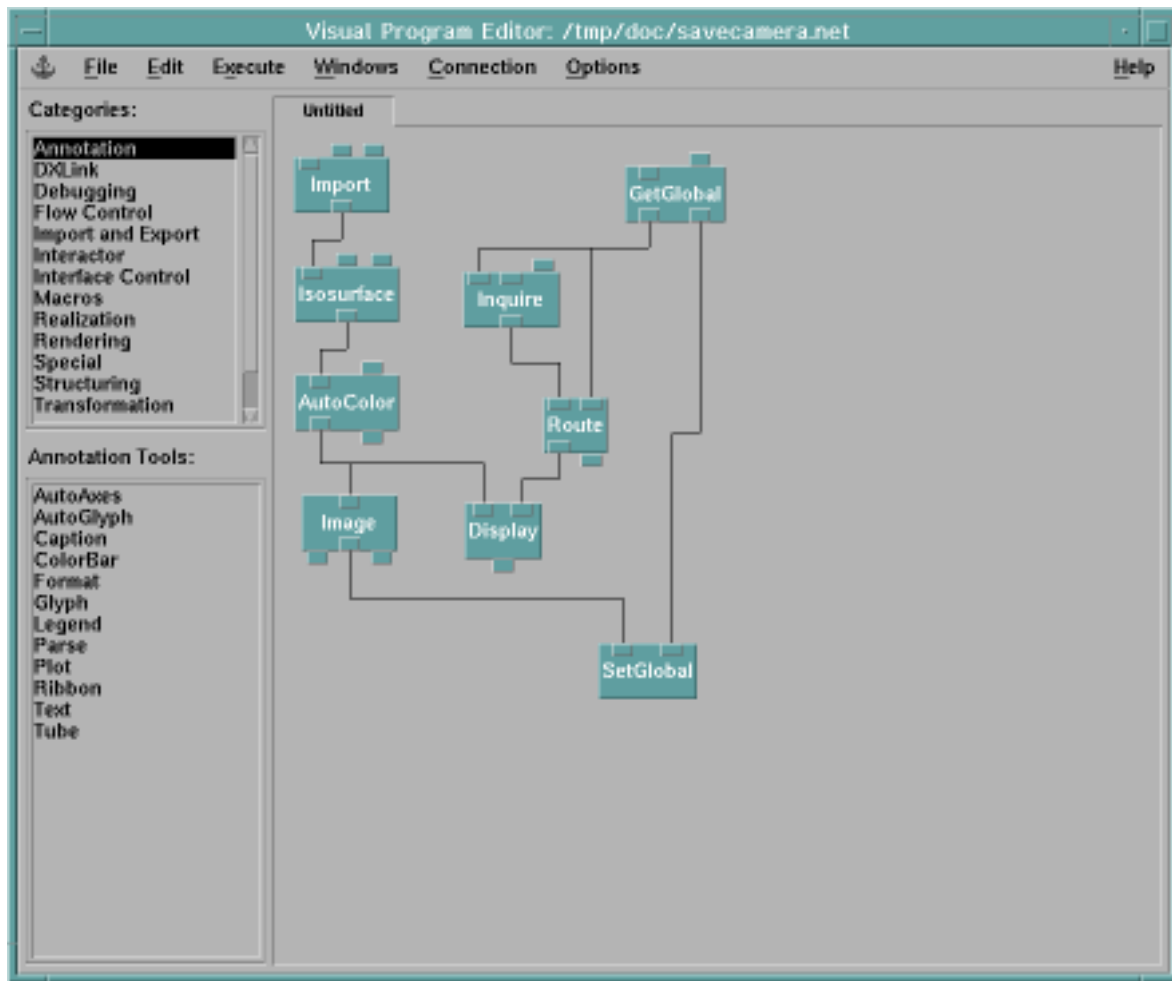 Visual Program Editor: /tmp/doc/savecamera.net
File Edit Execute Windows Connection Options Help
Categories:
Annotation
DXLink
Debugging
Flow Control
Import and Export
Interactor
Interface Control
Macros
Realization
Rendering
Special
Structuring
Transformation
Annotation Tools:
AutoAxes
AutoGlyph
Caption
ColorBar
Format
Glyph
Legend
Parse
Plot
Ribbon
Text
Tube
Untitled
Import
GetGlobal
Isosurface
Inquire
AutoColor
Route
Image
Display
SetGlobal